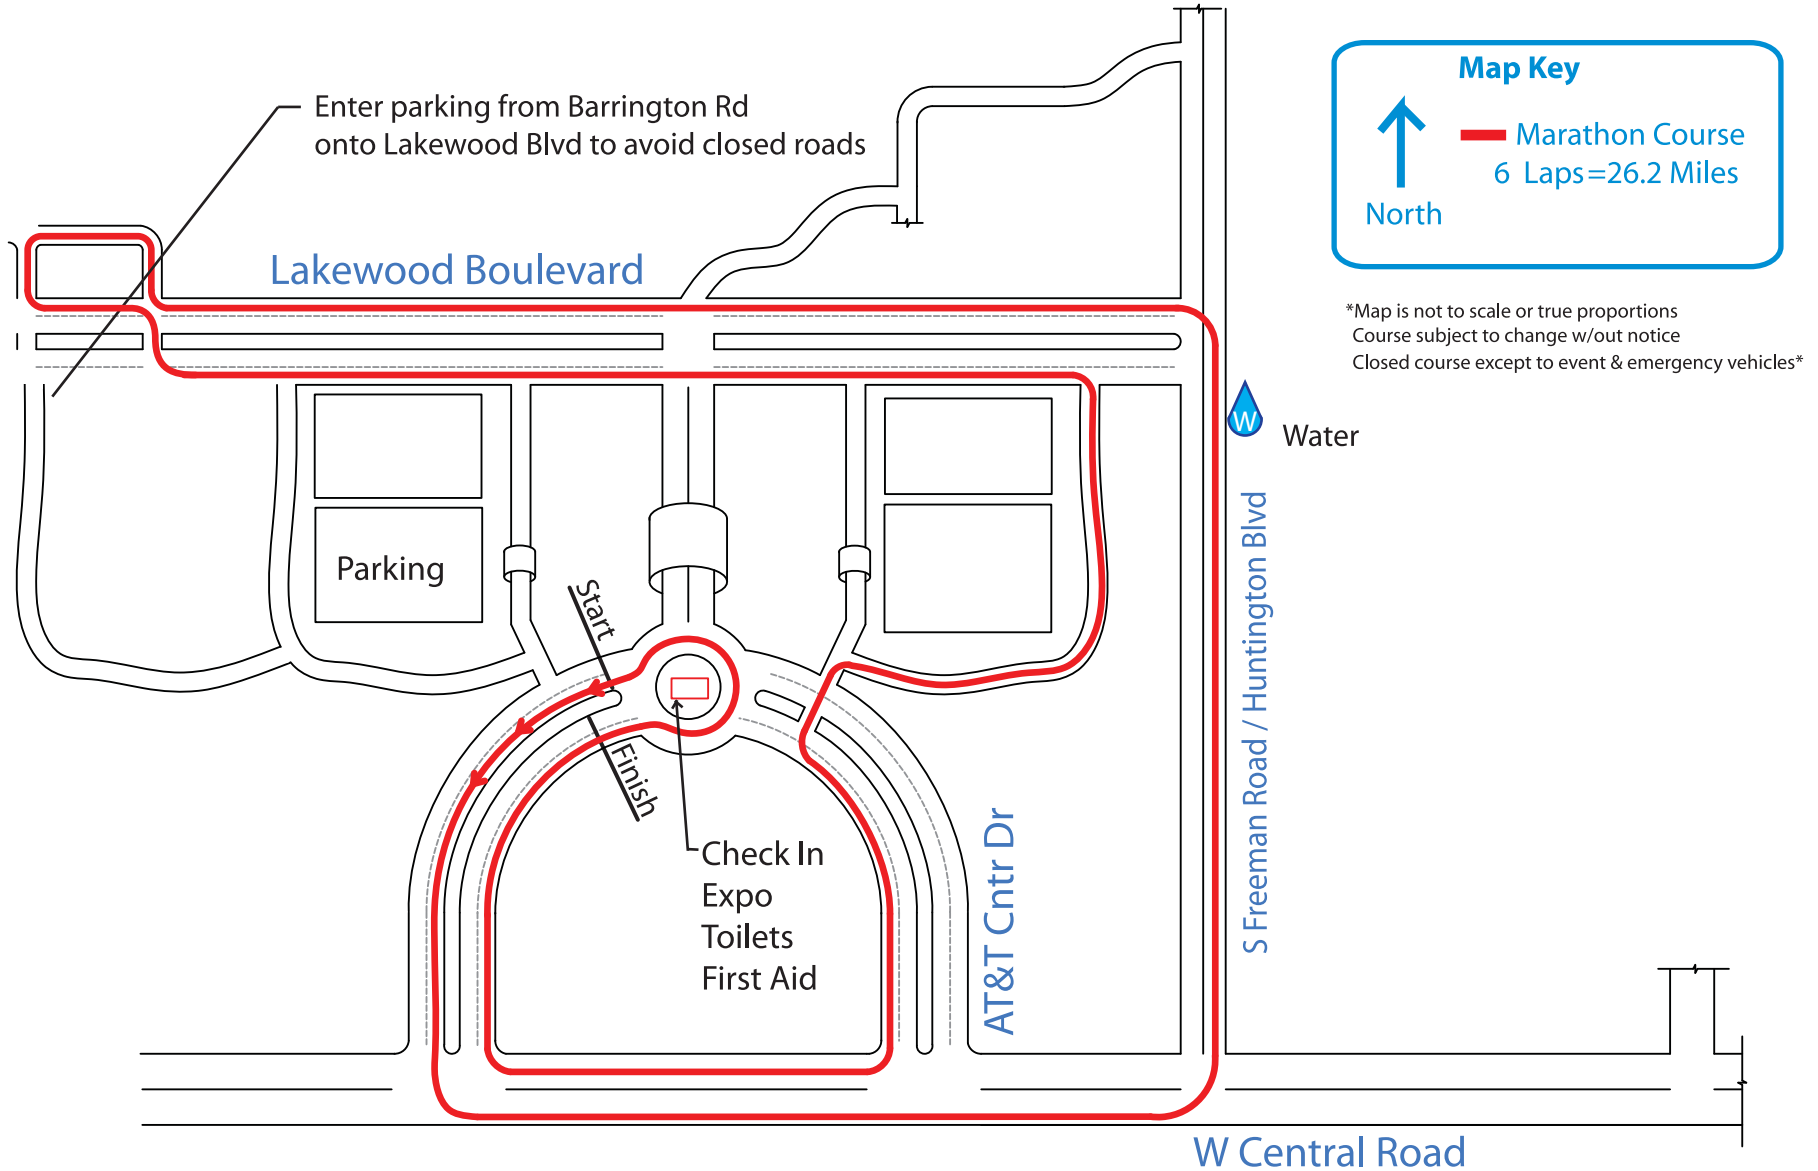 Map Key
Marathon Course
6 Laps=26.2 Miles
North
Enter parking from Barrington Rd
onto Lakewood Blvd to avoid closed roads
Lakewood Boulevard
*Map is not to scale or true proportions
Course subject to change w/out notice
Closed course except to event & emergency vehicles*
W
Water
Parking
Start
Finish
Check In
Expo
Toilets
First Aid
AT&T Cntr Dr
S Freeman Road / Huntington Blvd
W Central Road